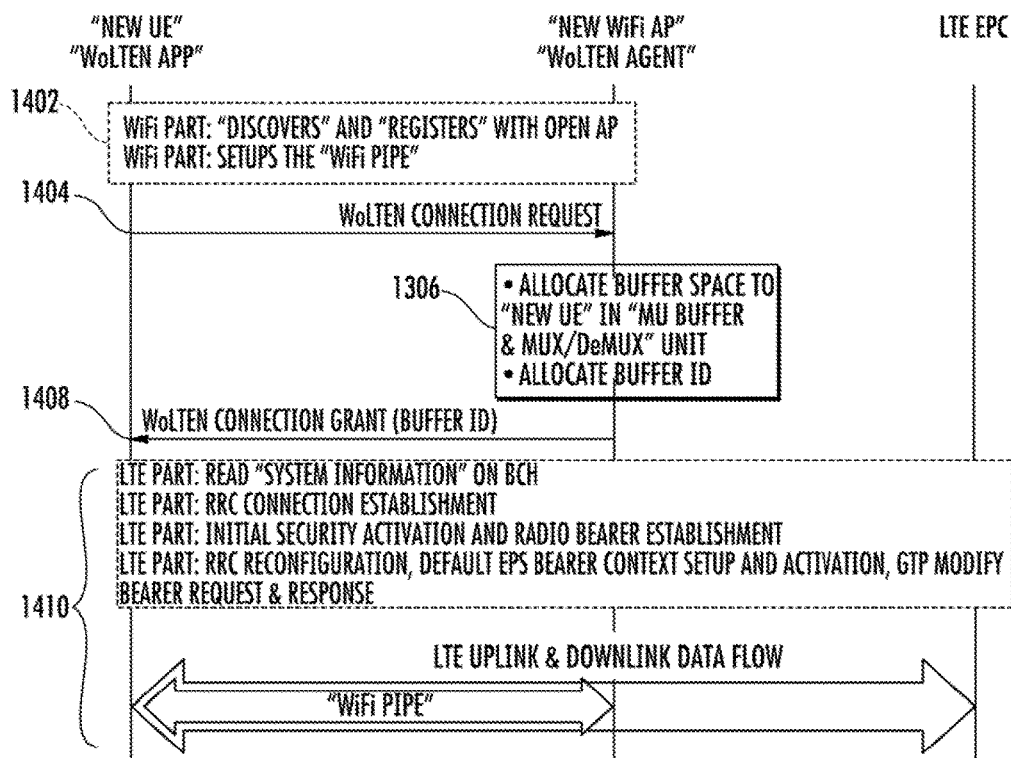 "NEW UE"
"WoLTEN APP"
"NEW WiFi AP"
"WoLTEN AGENT"
LTE EPC
1402
WiFi PART: "DISCOVERS" AND "REGISTERS" WITH OPEN AP
WiFi PART: SETUPS THE "WiFi PIPE"
1404
WoLTEN CONNECTION REQUEST
1306
• ALLOCATE BUFFER SPACE TO
"NEW UE" IN "MU BUFFER
& MUX/DeMUX" UNIT
• ALLOCATE BUFFER ID
1408
WoLTEN CONNECTION GRANT (BUFFER ID)
LTE PART: READ "SYSTEM INFORMATION" ON BCH
LTE PART: RRC CONNECTION ESTABLISHMENT
LTE PART: INITIAL SECURITY ACTIVATION AND RADIO BEARER ESTABLISHMENT
LTE PART: RRC RECONFIGURATION, DEFAULT EPS BEARER CONTEXT SETUP AND ACTIVATION, GTP MODIFY
BEARER REQUEST & RESPONSE
1410
LTE UPLINK & DOWNLINK DATA FLOW
"WiFi PIPE"